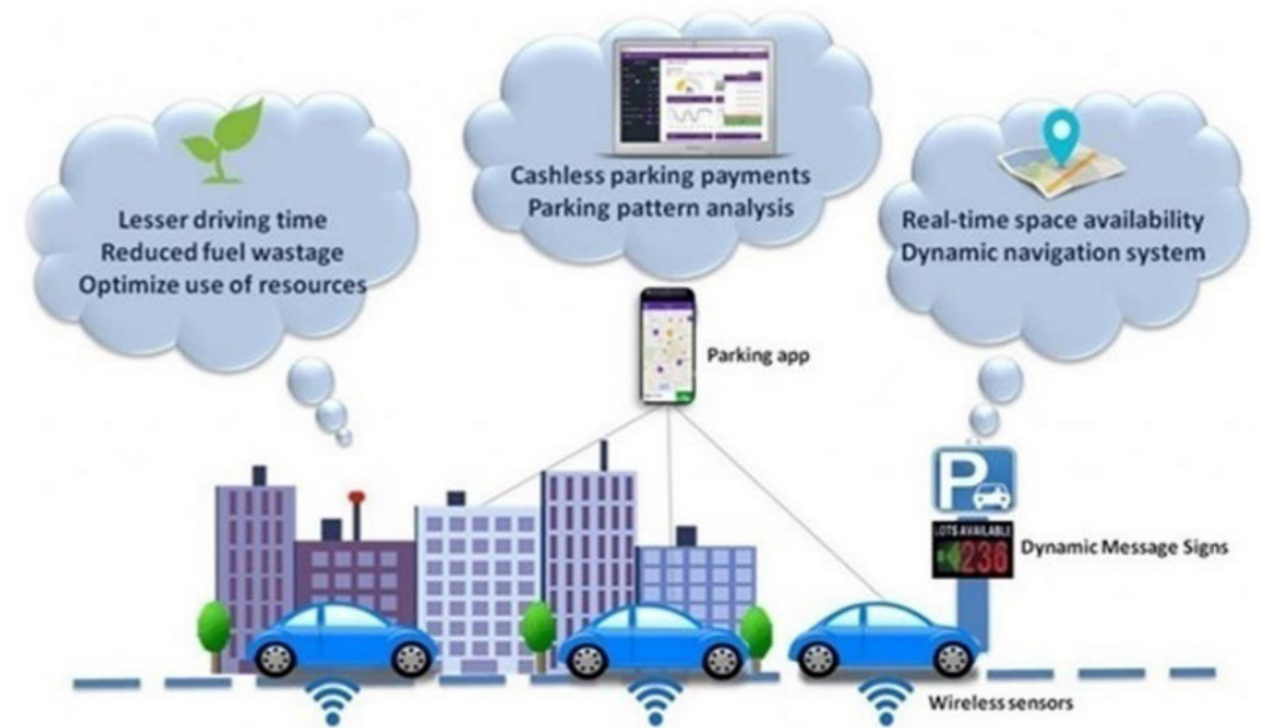 Lesser driving time
Reduced fuel wastage
Optimize use of resources
Cashless parking payments
Parking pattern analysis
Real-time space availability
Dynamic navigation system
Parking app
P
LOTS AVAILABLE
236
Dynamic Message Signs
Wireless sensors